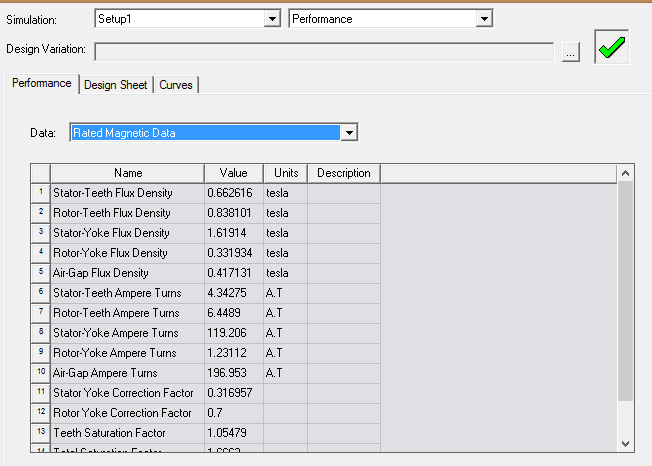 Simulation: Setup1 Performance
Design Variation: ...
Performance Design Sheet Curves
Data: Rated Magnetic Data
Name Value Units Description
1 Stator-Teeth Flux Density 0.662616 tesla
2 Rotor-Teeth Flux Density 0.838101 tesla
3 Stator-Yoke Flux Density 1.61914 tesla
4 Rotor-Yoke Flux Density 0.331934 tesla
5 Air-Gap Flux Density 0.417131 tesla
6 Stator-Teeth Ampere Turns 4.34275 A.T
7 Rotor-Teeth Ampere Turns 6.4489 A.T
8 Stator-Yoke Ampere Turns 119.206 A.T
9 Rotor-Yoke Ampere Turns 1.23112 A.T
10 Air-Gap Ampere Turns 196.953 A.T
11 Stator Yoke Correction Factor 0.316957
12 Rotor Yoke Correction Factor 0.7
13 Teeth Saturation Factor 1.05479
14 Total Saturation Factor